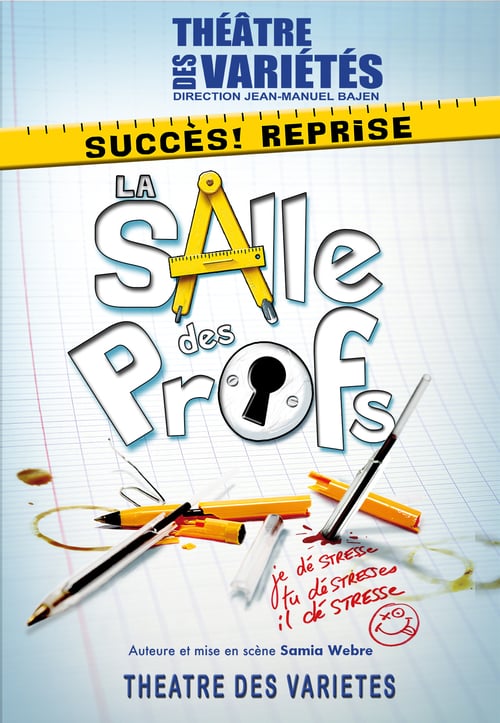 THÉÂTRE
DES VARIÉTÉS
DIRECTION JEAN-MANUEL BAJEN
SUCCÈS! REPRISE
LA
SAlle
des
Profs
je dé STRESSE
tu dé STRESSES
il dé STRESSE
Auteure et mise en scène Samia Webre
THEATRE DES VARIETES